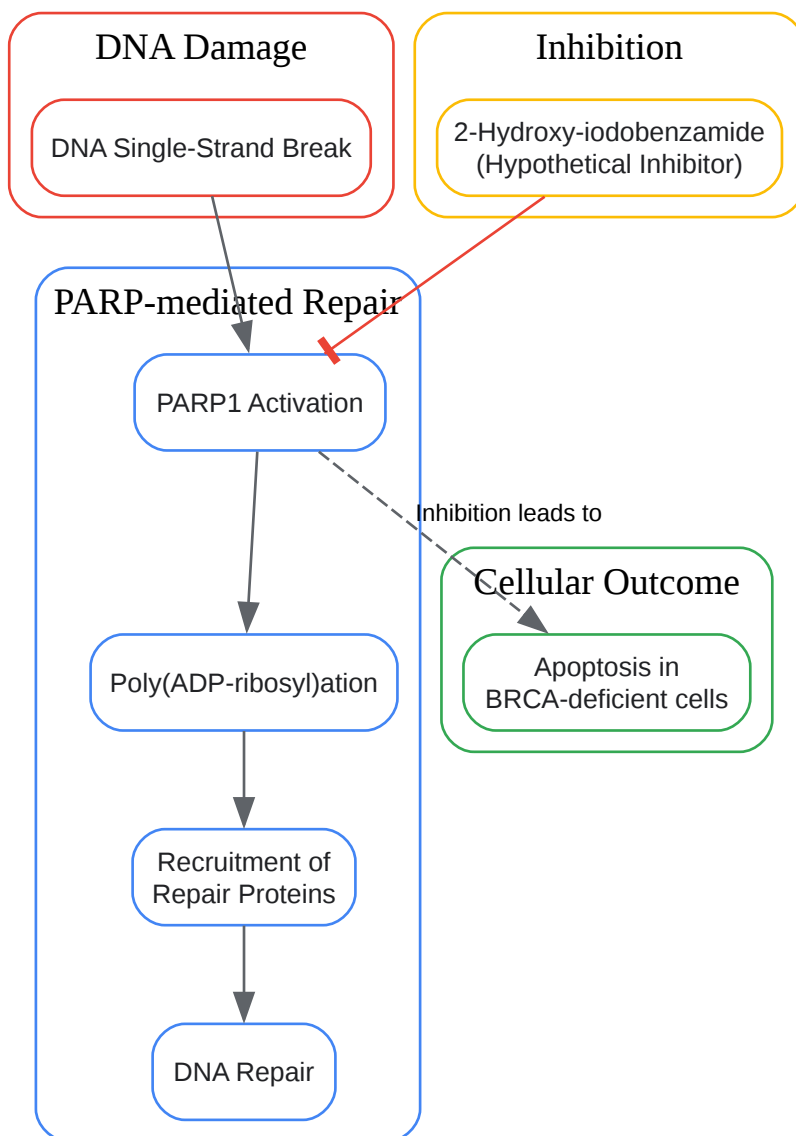 DNA Damage
DNA Single-Strand Break
Inhibition
2-Hydroxy-iodobenzamide
(Hypothetical Inhibitor)
PARP-mediated Repair
PARP1 Activation
Inhibition leads to
Cellular Outcome
Apoptosis in
BRCA-deficient cells
Poly(ADP-ribosyl)ation
Recruitment of
Repair Proteins
DNA Repair